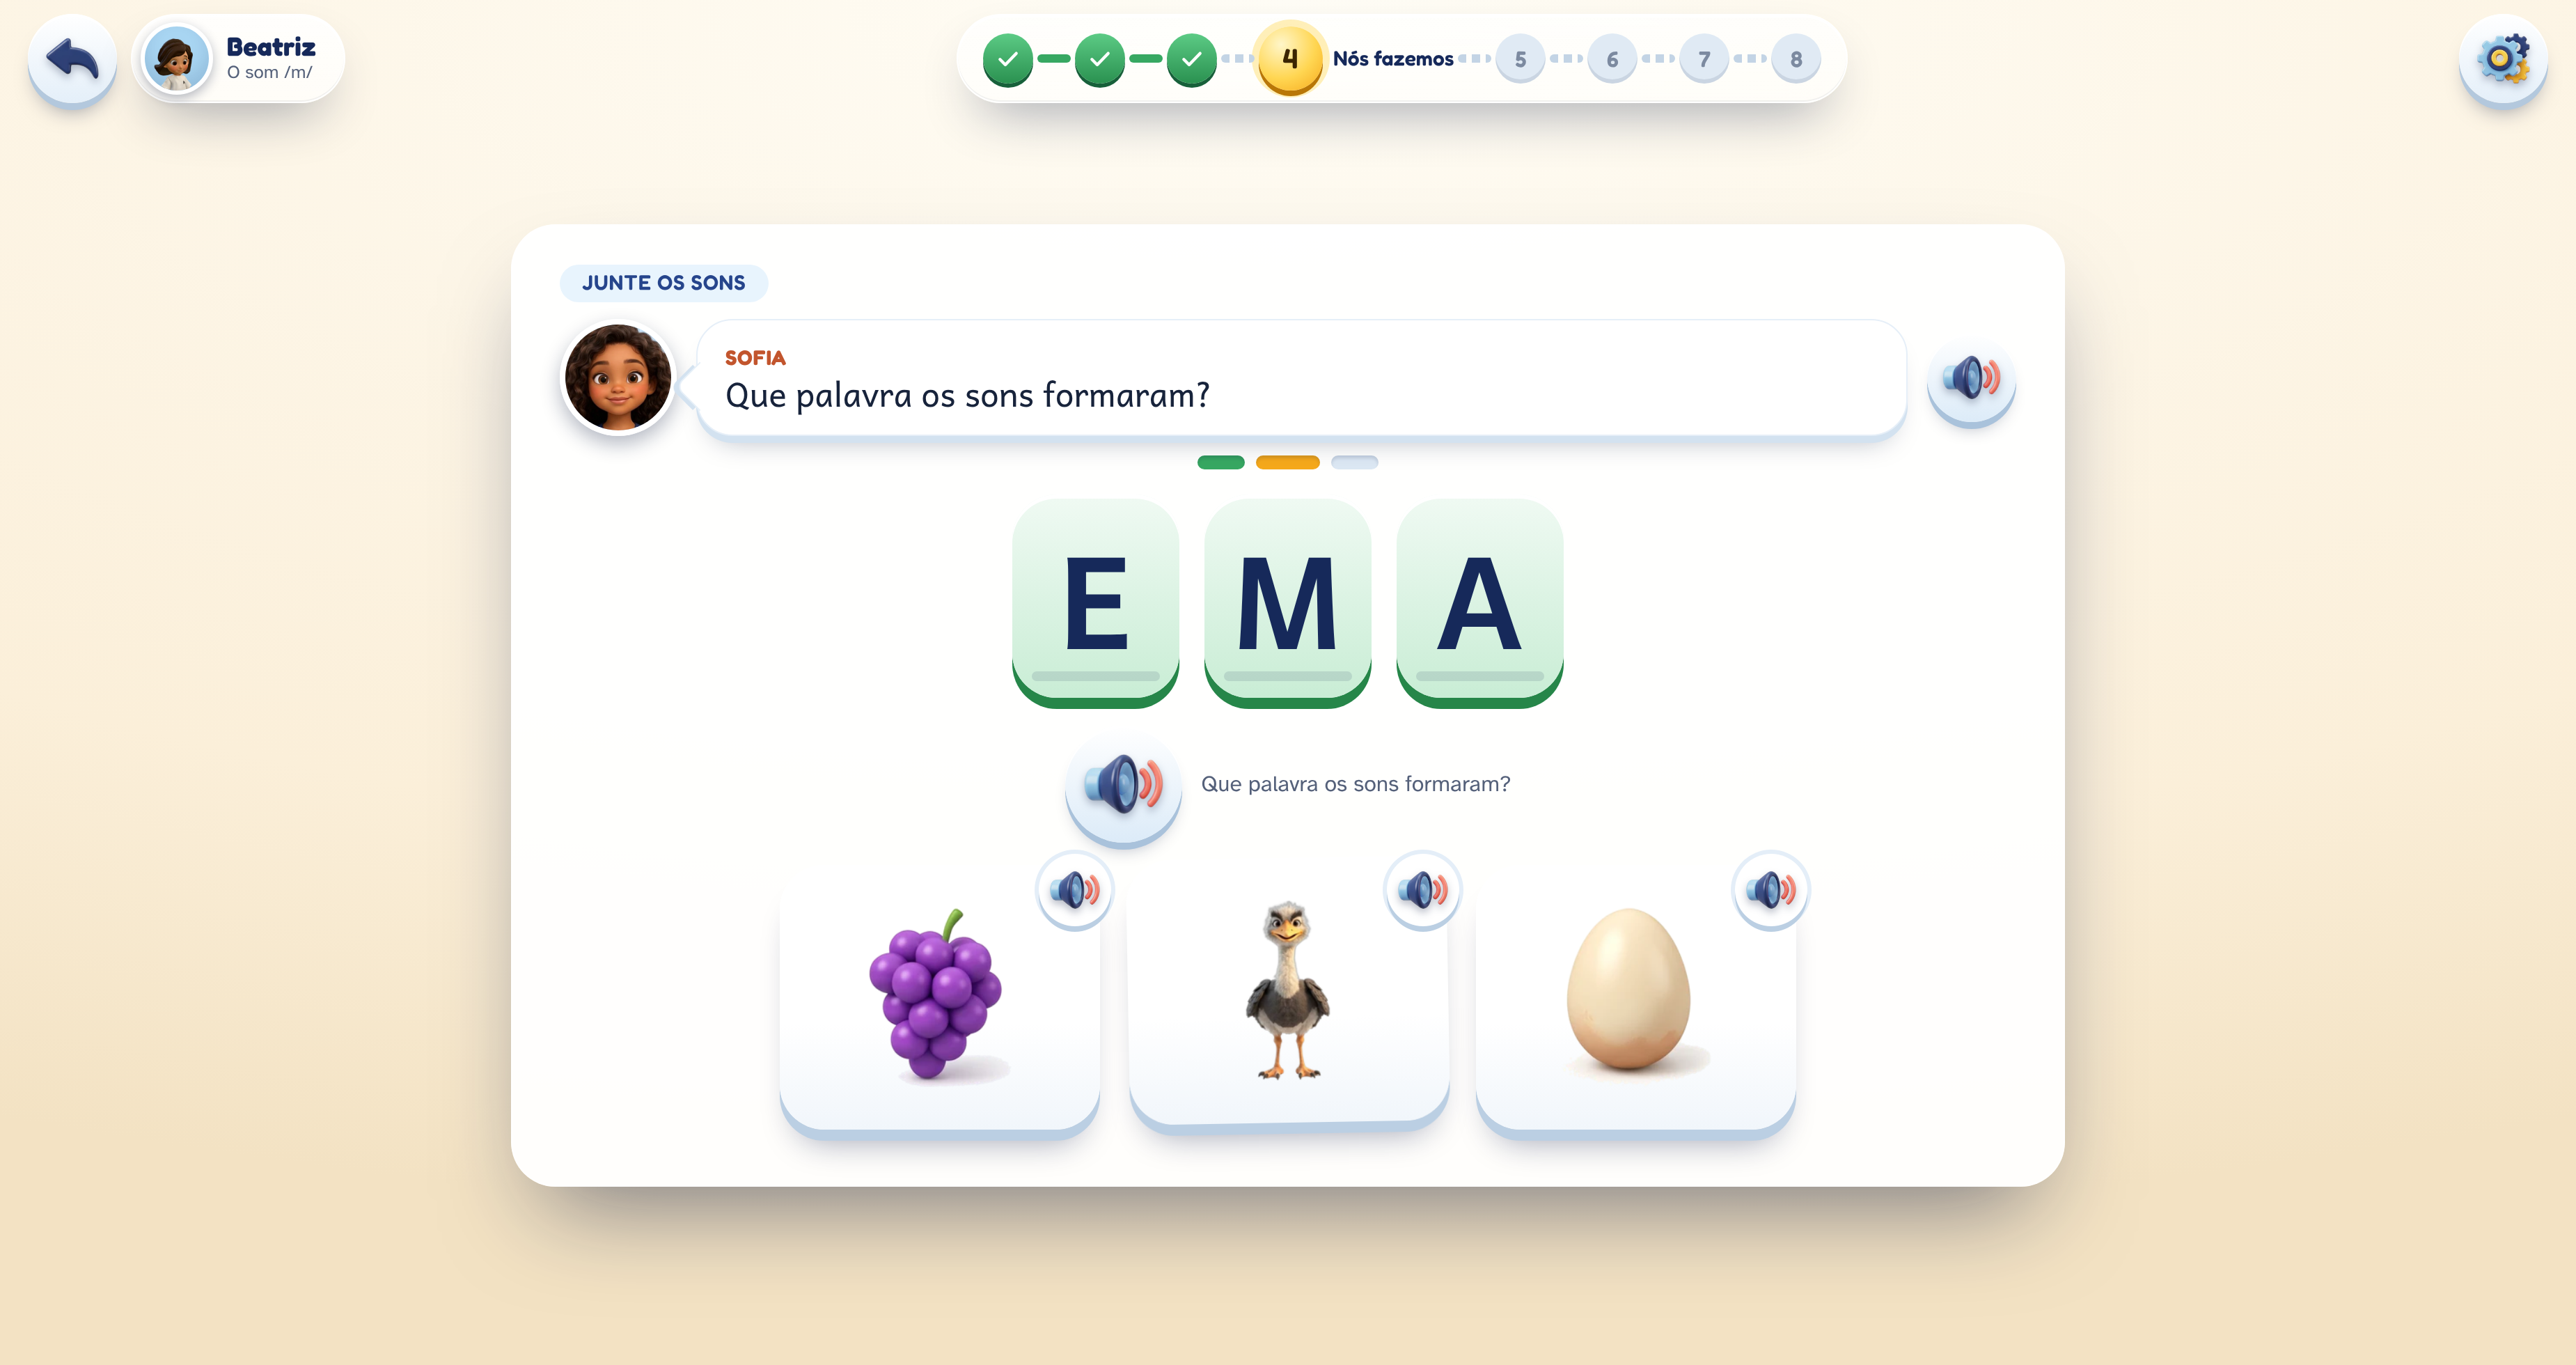 Beatriz
O som /m/
4
Nós fazemos
5
6
7
8
JUNTE OS SONS
SOFIA
Que palavra os sons formaram?
E M A
Que palavra os sons formaram?